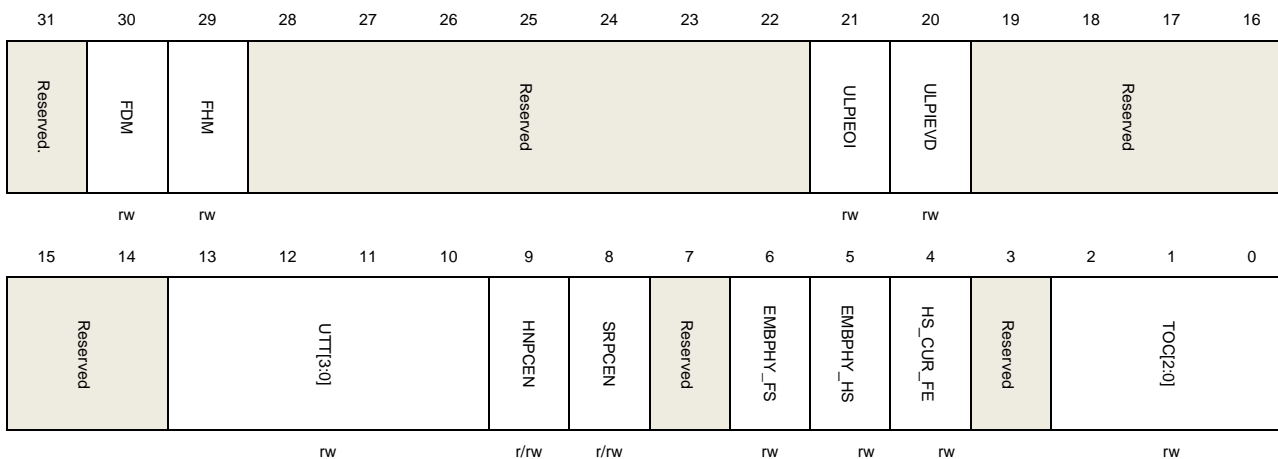 31 30 29 28 27 26 25 24 23 22 21 20 19 18 17 16
Reserved. FDM FHM Reserved ULPIEOI ULPIEVD Reserved
rw rw rw rw
15 14 13 12 11 10 9 8 7 6 5 4 3 2 1 0
Reserved UTT[3:0] HNPCEN SRPCEN Reserved EMBPHY_FS EMBPHY_HS HS_CUR_FE Reserved TOC[2:0]
rw r/rw r/rw rw rw rw rw